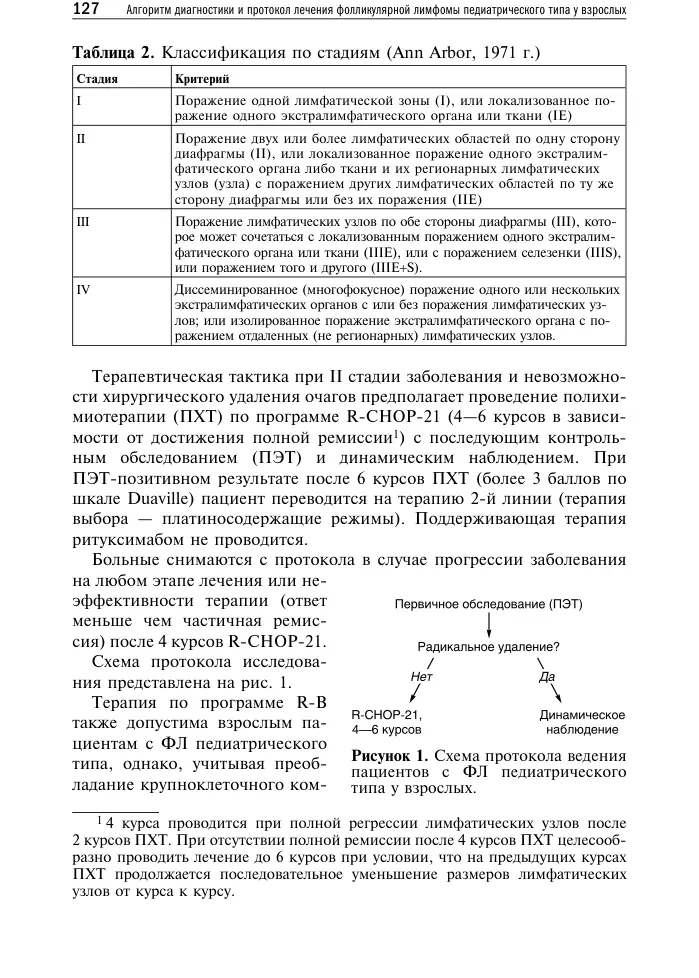 127 Алгоритм диагностики и протокол лечения фолликулярной лимфомы педиатрического типа у взрослых
Таблица 2. Классификация по стадиям (Ann Arbor, 1971 г.)
Стадия Критерий
I Поражение одной лимфатической зоны (I), или локализованное по-
ражение одного экстралимфатического органа или ткани (IE)
II Поражение двух или более лимфатических областей по одну сторону
диафрагмы (II), или локализованное поражение одного экстралим-
фатического органа либо ткани и их регионарных лимфатических
узлов (узла) с поражением других лимфатических областей по ту же
сторону диафрагмы или без их поражения (IIE)
III Поражение лимфатических узлов по обе стороны диафрагмы (III), кото-
рое может сочетаться с локализованным поражением одного экстралим-
фатического органа или ткани (IIIE), или с поражением селезенки (IIIS),
или поражением того и другого (IIIE+S).
IV Диссеминированное (многофокусное) поражение одного или нескольких
экстралимфатических органов с или без поражения лимфатических уз-
лов; или изолированное поражение экстралимфатического органа с по-
ражением отдаленных (не регионарных) лимфатических узлов.
Терапевтическая тактика при II стадии заболевания и невозможно-
сти хирургического удаления очагов предполагает проведение полихи-
миотерапии (ПХТ) по программе R-CHOP-21 (4—6 курсов в зависи-
мости от достижения полной ремиссии1) с последующим контроль-
ным обследованием (ПЭТ) и динамическим наблюдением. При
ПЭТ-позитивном результате после 6 курсов ПХТ (более 3 баллов по
шкале Duaville) пациент переводится на терапию 2-й линии (терапия
выбора — платиносодержащие режимы). Поддерживающая терапия
ритуксимабом не проводится.
Больные снимаются с протокола в случае прогрессии заболевания
на любом этапе лечения или не-
эффективности терапии (ответ
меньше чем частичная ремис-
сия) после 4 курсов R-CHOP-21.
Схема протокола исследова-
ния представлена на рис. 1.
Терапия по программе R-B
также допустима взрослым па-
циентам с ФЛ педиатрического
типа, однако, учитывая преоб-
ладание крупноклеточного ком-
Первичное обследование (ПЭТ)
Радикальное удаление?
Нет Да
R-CHOP-21, Динамическое
4—6 курсов наблюдение
Рисунок 1. Схема протокола ведения
пациентов с ФЛ педиатрического
типа у взрослых.
1 4 курса проводится при полной регрессии лимфатических узлов после
2 курсов ПХТ. При отсутствии полной ремиссии после 4 курсов ПХТ целесооб-
разно проводить лечение до 6 курсов при условии, что на предыдущих курсах
ПХТ продолжается последовательное уменьшение размеров лимфатических
узлов от курса к курсу.